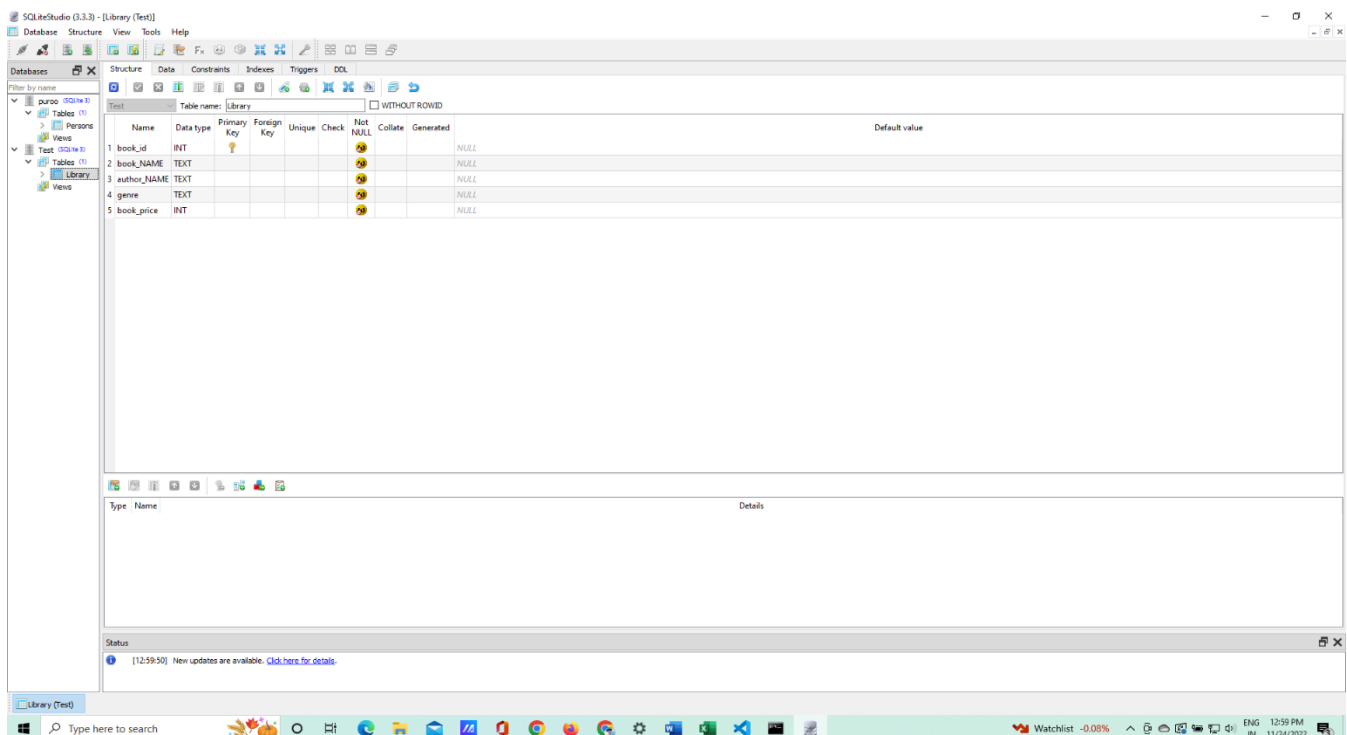 SQLiteStudio (3.3.3) - [Library (Test)]
Database Structure View Tools Help
Databases
Filter by name
puroo (SQLite 3)
Tables (1)
Persons
Views
Test (SQLite 3)
Tables (1)
Library
Views
Structure Data Constraints Indexes Triggers DDL
Test Table name: Library WITHOUT ROWID
Name Data type Primary Key Foreign Key Unique Check Not NULL Collate Generated Default value
1 book_id INT NULL
2 book_NAME TEXT NULL
3 author_NAME TEXT NULL
4 genre TEXT NULL
5 book_price INT NULL
Type Name Details
Status
[12:59:50] New updates are available. Click here for details.
Library (Test)
Type here to search
Watchlist -0.08%
ENG 12:59 PM
IN 11/24/2022